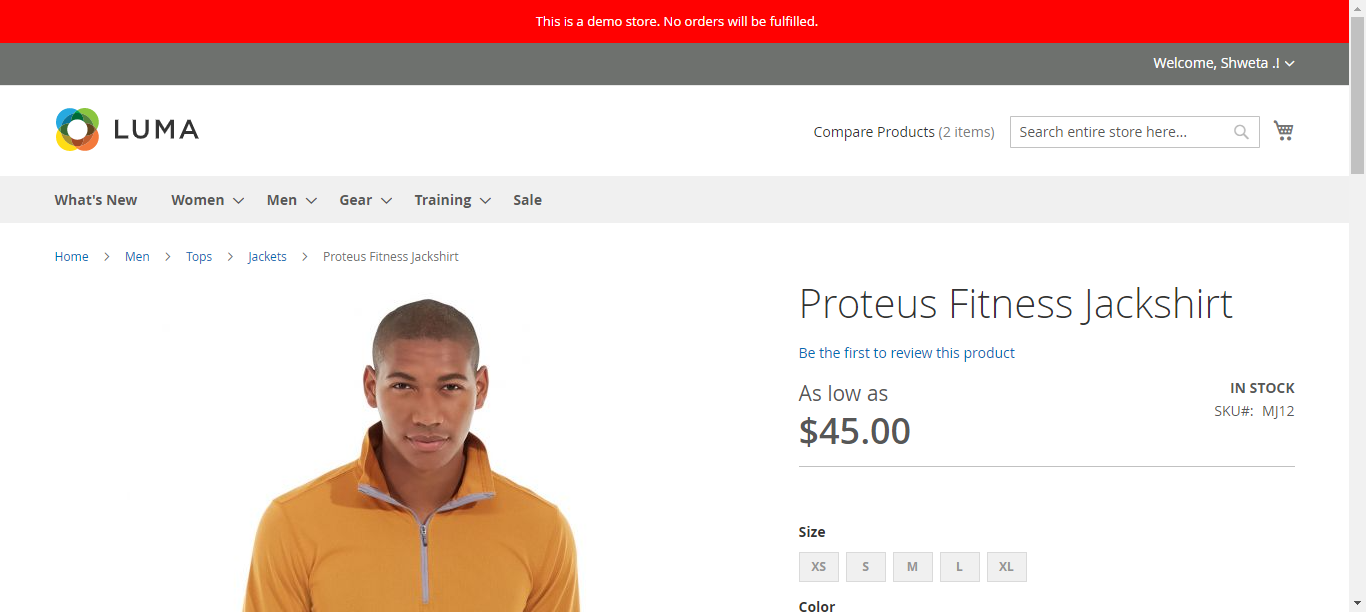 This is a demo store. No orders will be fulfilled.
Welcome, Shweta .!
LUMA
Compare Products (2 items)
Search entire store here...
What's New Women Men Gear Training Sale
Home Men Tops Jackets Proteus Fitness Jackshirt
Proteus Fitness Jackshirt
Be the first to review this product
As low as
$45.00
IN STOCK
SKU#: MJ12
Size
XS S M L XL
Color